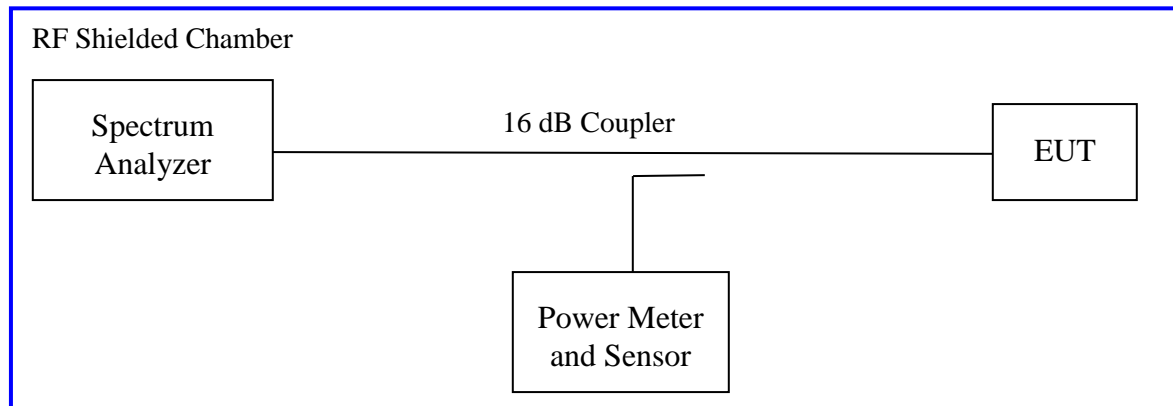 RF Shielded Chamber
Spectrum
Analyzer
16 dB Coupler
EUT
Power Meter
and Sensor